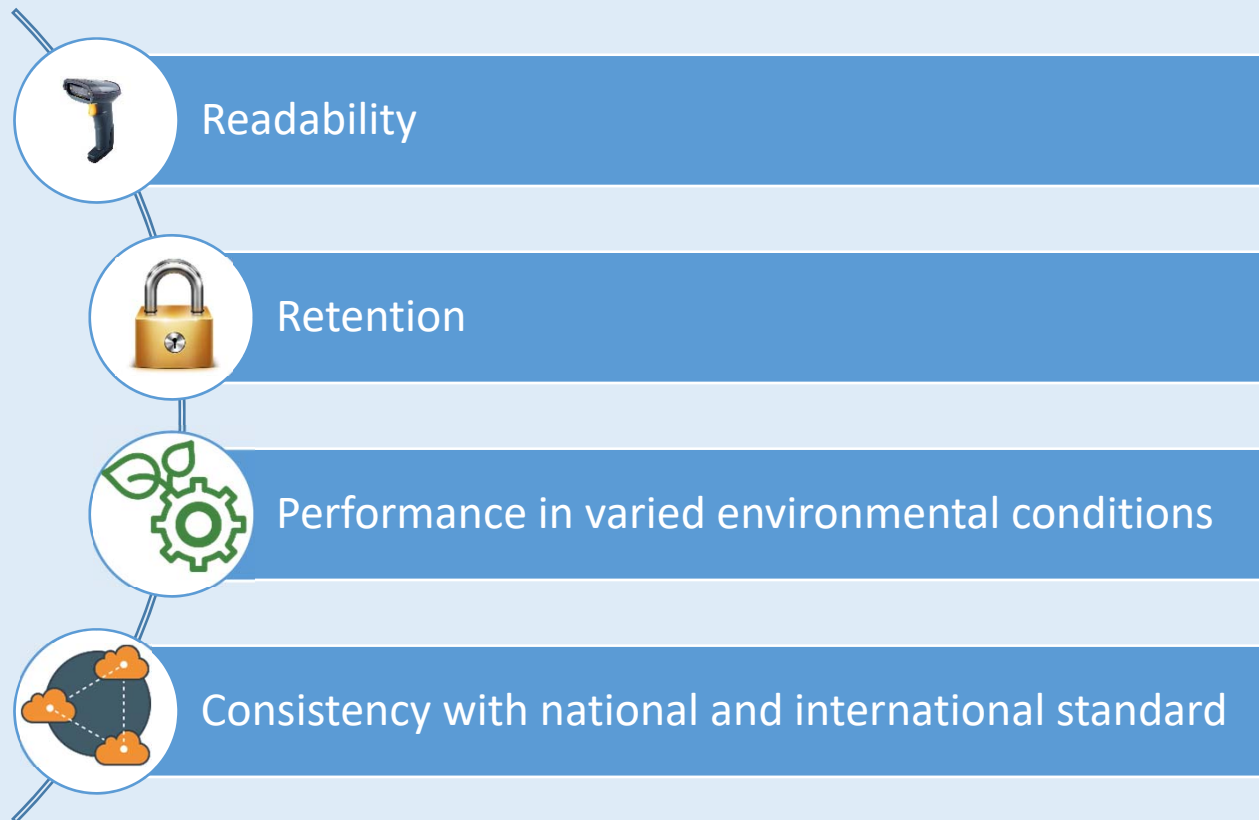 Readability
Retention
Performance in varied environmental conditions
Consistency with national and international standard